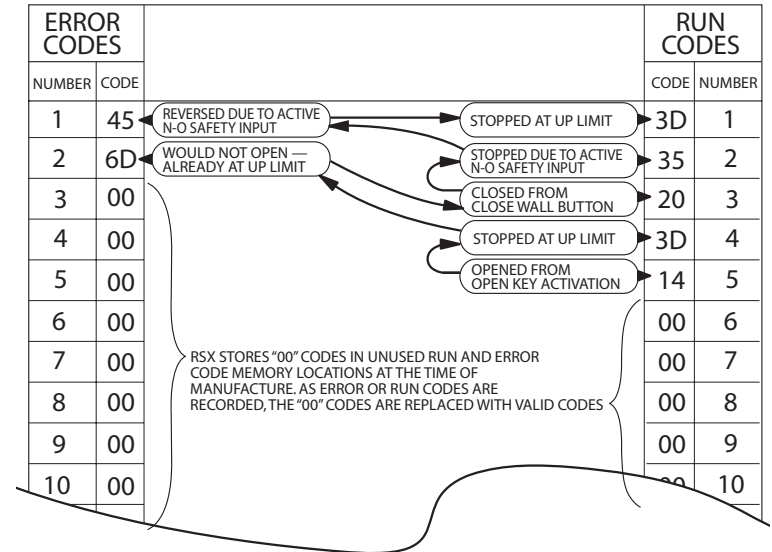 ERROR
CODES
RUN
CODES
NUMBER CODE
CODE NUMBER
1 45 REVERSED DUE TO ACTIVE
N-O SAFETY INPUT
STOPPED AT UP LIMIT 3D 1
2 6D WOULD NOT OPEN —
ALREADY AT UP LIMIT
STOPPED DUE TO ACTIVE
N-O SAFETY INPUT
35 2
3 00
CLOSED FROM
CLOSE WALL BUTTON
20 3
4 00
STOPPED AT UP LIMIT 3D 4
5 00
OPENED FROM
OPEN KEY ACTIVATION
14 5
6 00
00 6
7 00
00 7
8 00
00 8
9 00
00 9
10 00
00 10
RSX STORES “00” CODES IN UNUSED RUN AND ERROR
CODE MEMORY LOCATIONS AT THE TIME OF
MANUFACTURE. AS ERROR OR RUN CODES ARE
RECORDED, THE “00” CODES ARE REPLACED WITH VALID CODES